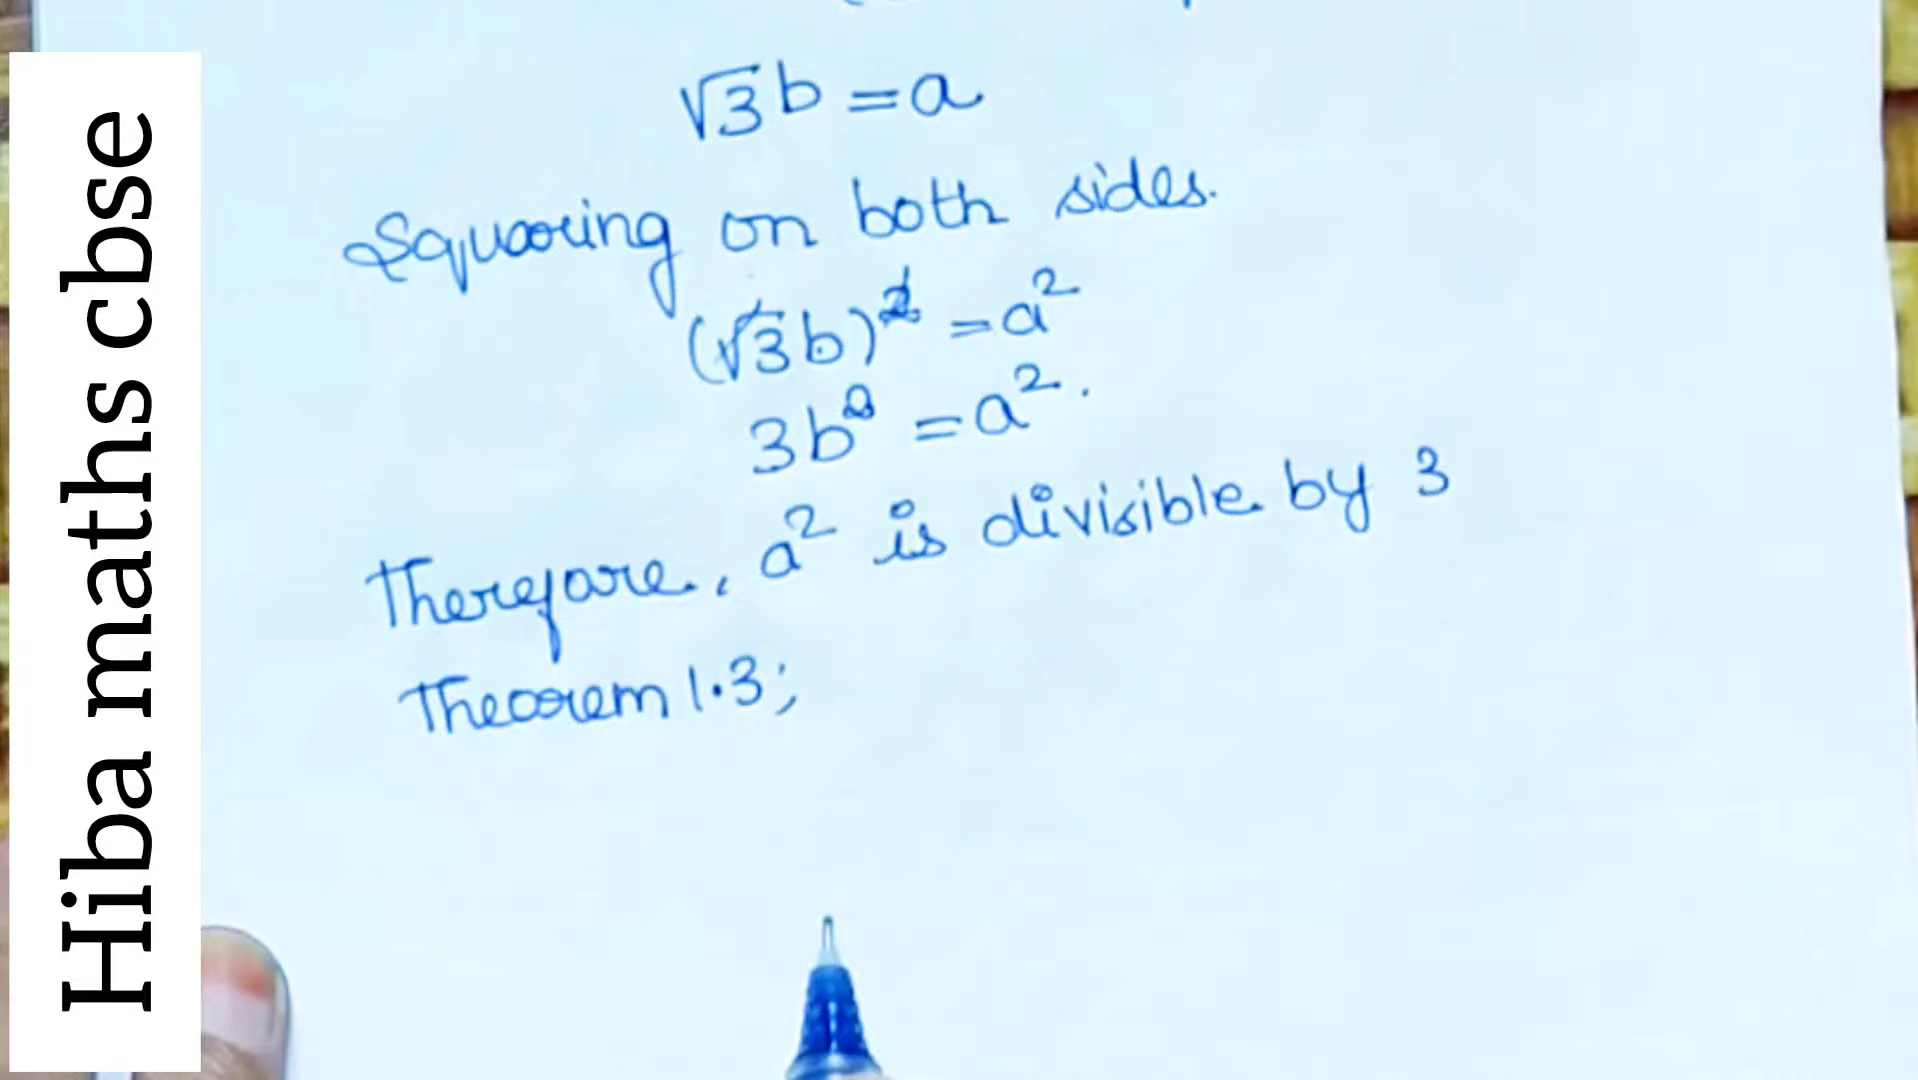 Hiba maths cbse
√3b = a
Squaring on both sides.
(√3b)² = a²
3b² = a².
Therefore, a² is divisible by 3
Theorem 1.3;